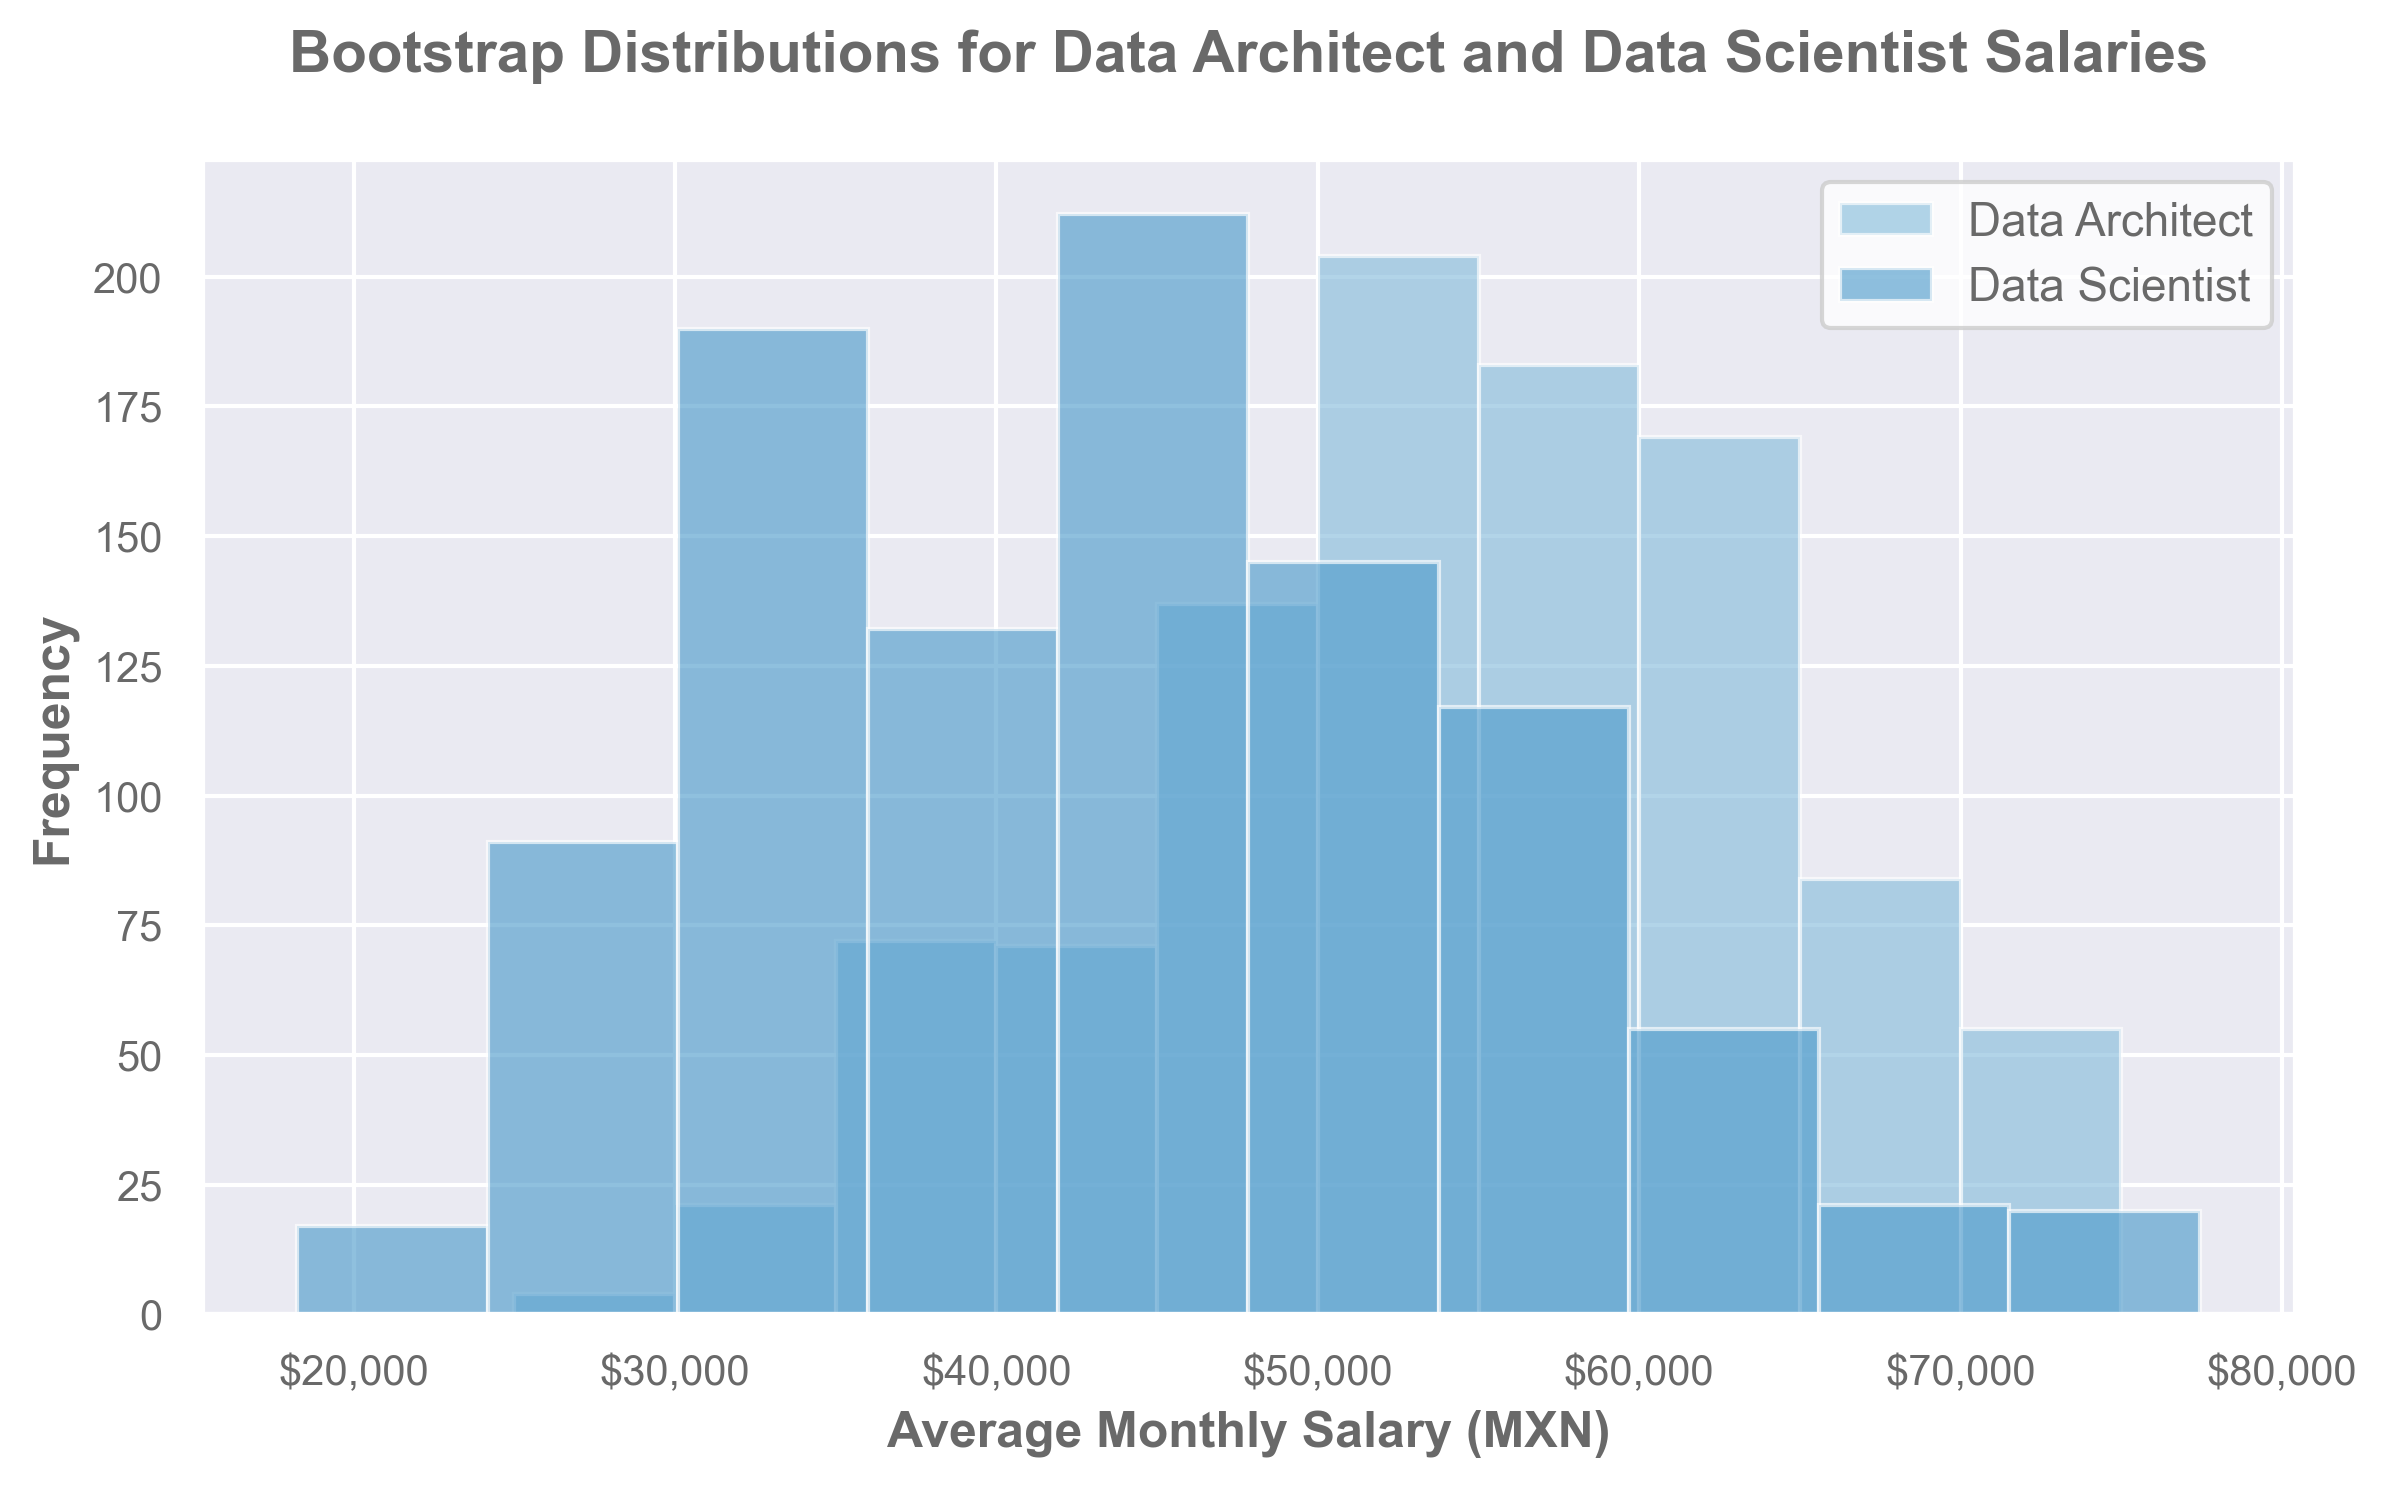 Bootstrap Distributions for Data Architect and Data Scientist Salaries
Data Architect
Data Scientist
Frequency
200
175
150
125
100
75
50
25
0
$20,000 $30,000 $40,000 $50,000 $60,000 $70,000 $80,000
Average Monthly Salary (MXN)